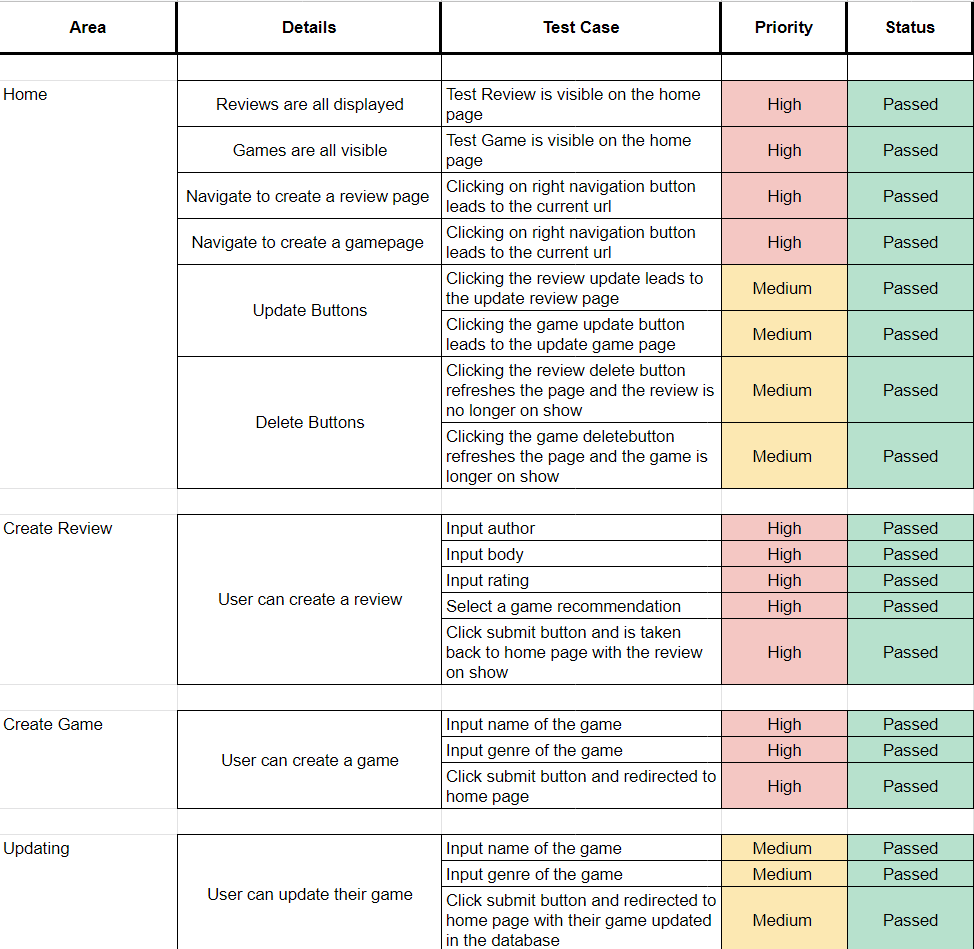 Area Details Test Case Priority Status
Home
Reviews are all displayed
Test Review is visible on the home
page
High Passed
Games are all visible
Test Game is visible on the home
page
High Passed
Navigate to create a review page
Clicking on right navigation button
leads to the current url
High Passed
Navigate to create a gamepage
Clicking on right navigation button
leads to the current url
High Passed
Update Buttons
Clicking the review update leads to
the update review page
Medium Passed
Clicking the game update button
leads to the update game page
Medium Passed
Delete Buttons
Clicking the review delete button
refreshes the page and the review is
no longer on show
Medium Passed
Clicking the game deletebutton
refreshes the page and the game is
longer on show
Medium Passed
Create Review
User can create a review
Input author High Passed
Input body High Passed
Input rating High Passed
Select a game recommendation High Passed
Click submit button and is taken
back to home page with the review
on show
High Passed
Create Game
User can create a game
Input name of the game High Passed
Input genre of the game High Passed
Click submit button and redirected to
home page
High Passed
Updating
User can update their game
Input name of the game Medium Passed
Input genre of the game Medium Passed
Click submit button and redirected to
home page with their game updated
in the database
Medium Passed